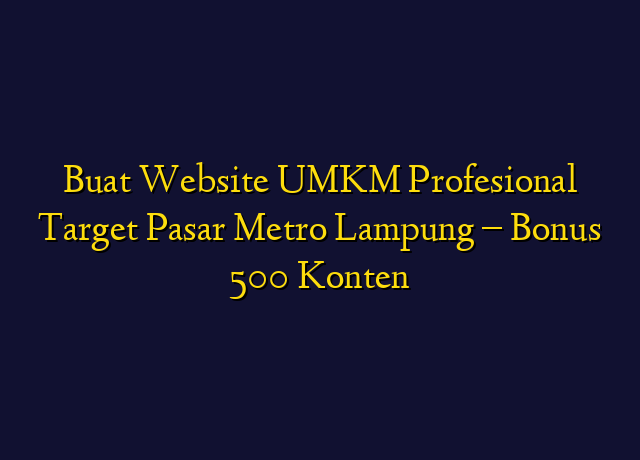 Buat Website UMKM Profesional
Target Pasar Metro Lampung – Bonus
500 Konten